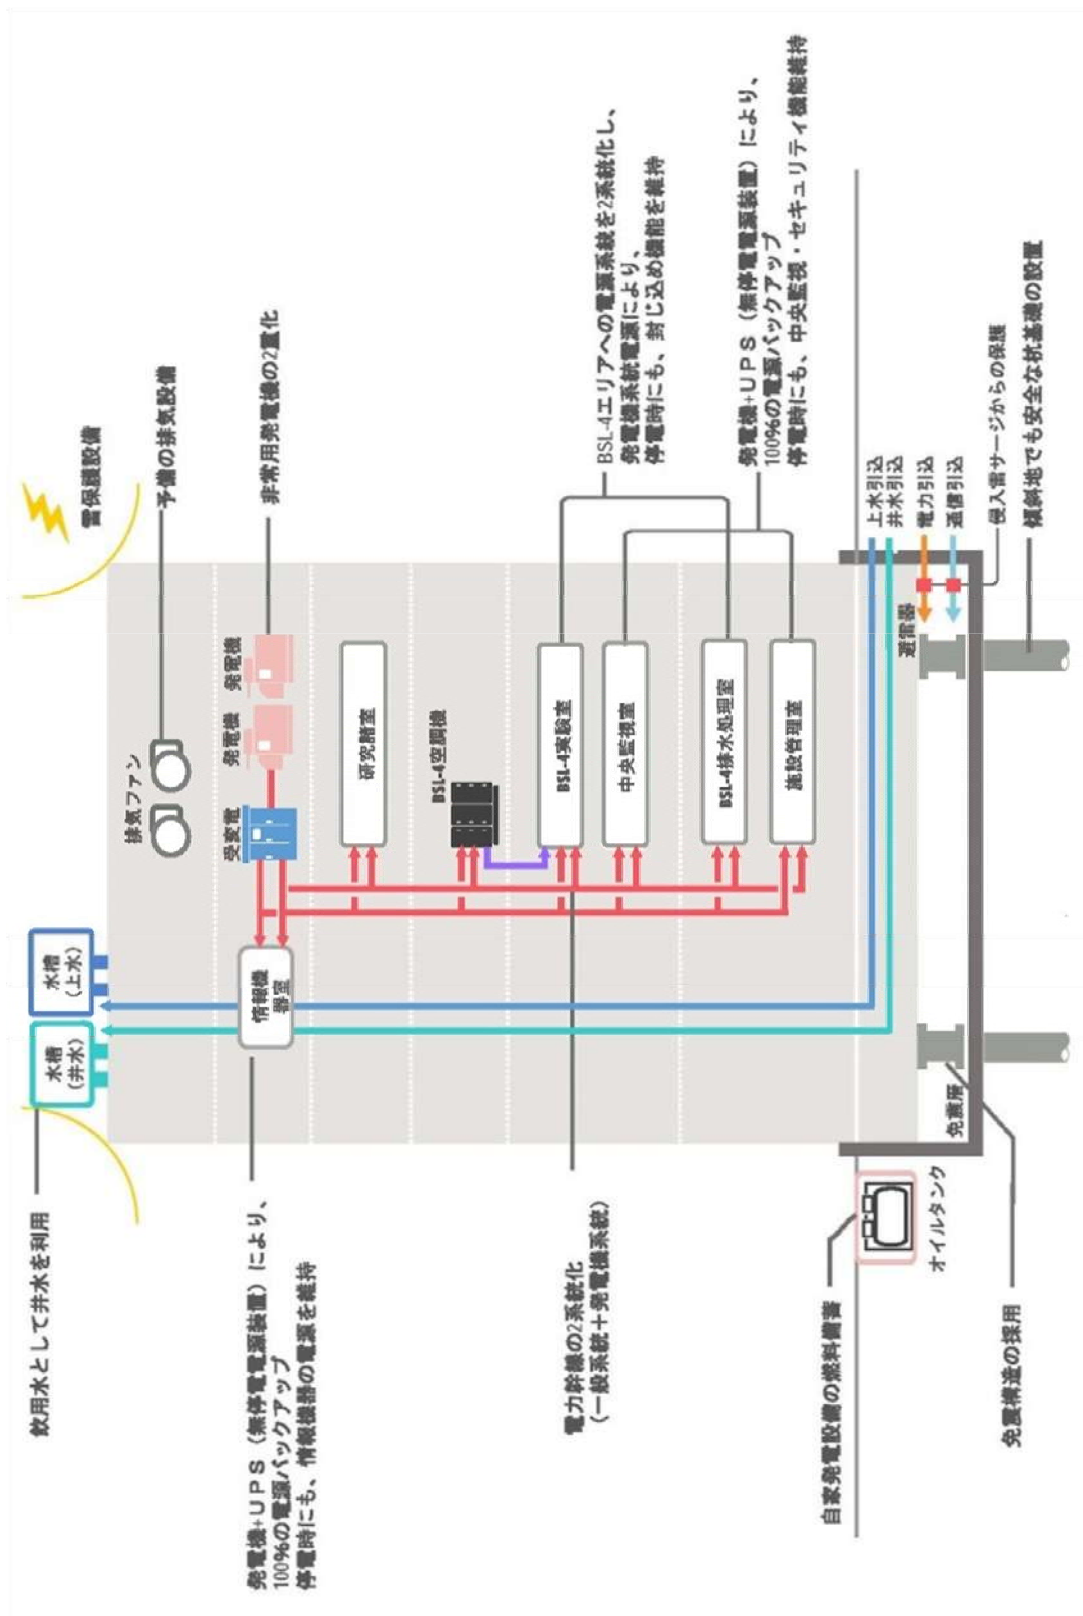 雷保護設備
予備の排気設備
非常用発電機の2重化
BSL-4エリアへの電源系統を2系統化し、
発電機系統電源により、
停電時にも、封じ込め機能を維持
発電機+UPS（無停電電源装置）により、
100%の電源バックアップ
停電時にも、中央監視・セキュリティ機能維持
上水引込
井水引込
電力引込
通信引込
侵入雷サージからの保護
傾斜地でも安全な杭基礎の設置
水槽
（井水）
水槽
（上水）
排気ファン
受変電
発電機
発電機
情報機
器室
研究諸室
BSL-4空調機
BSL-4実験室
中央監視室
BSL-4排水処理室
施設管理室
避雷器
免震層
オイルタンク
飲用水として井水を利用
発電機+UPS（無停電電源装置）により、
100%の電源バックアップ
停電時にも、情報機器の電源を維持
電力幹線の2系統化
（一般系統＋発電機系統）
自家発電設備の燃料備蓄
免震構造の採用